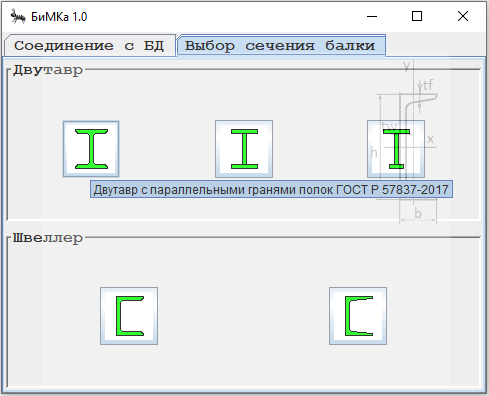 БиМКа 1.0
Соединение с БД
Выбор сечения балки
Двутавр
y
tf
tw
x
h
Двутавр с параллельными гранями полок ГОСТ Р 57837-2017
b
Швеллер